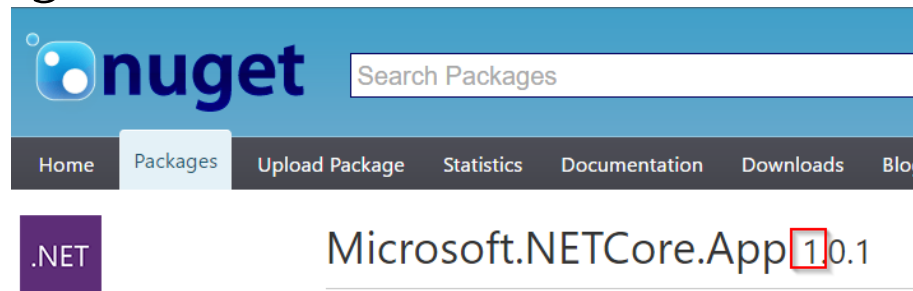 nuget
Search Packages
Home Packages Upload Package Statistics Documentation Downloads
.NET
Microsoft.NETCore.App 1.0.1